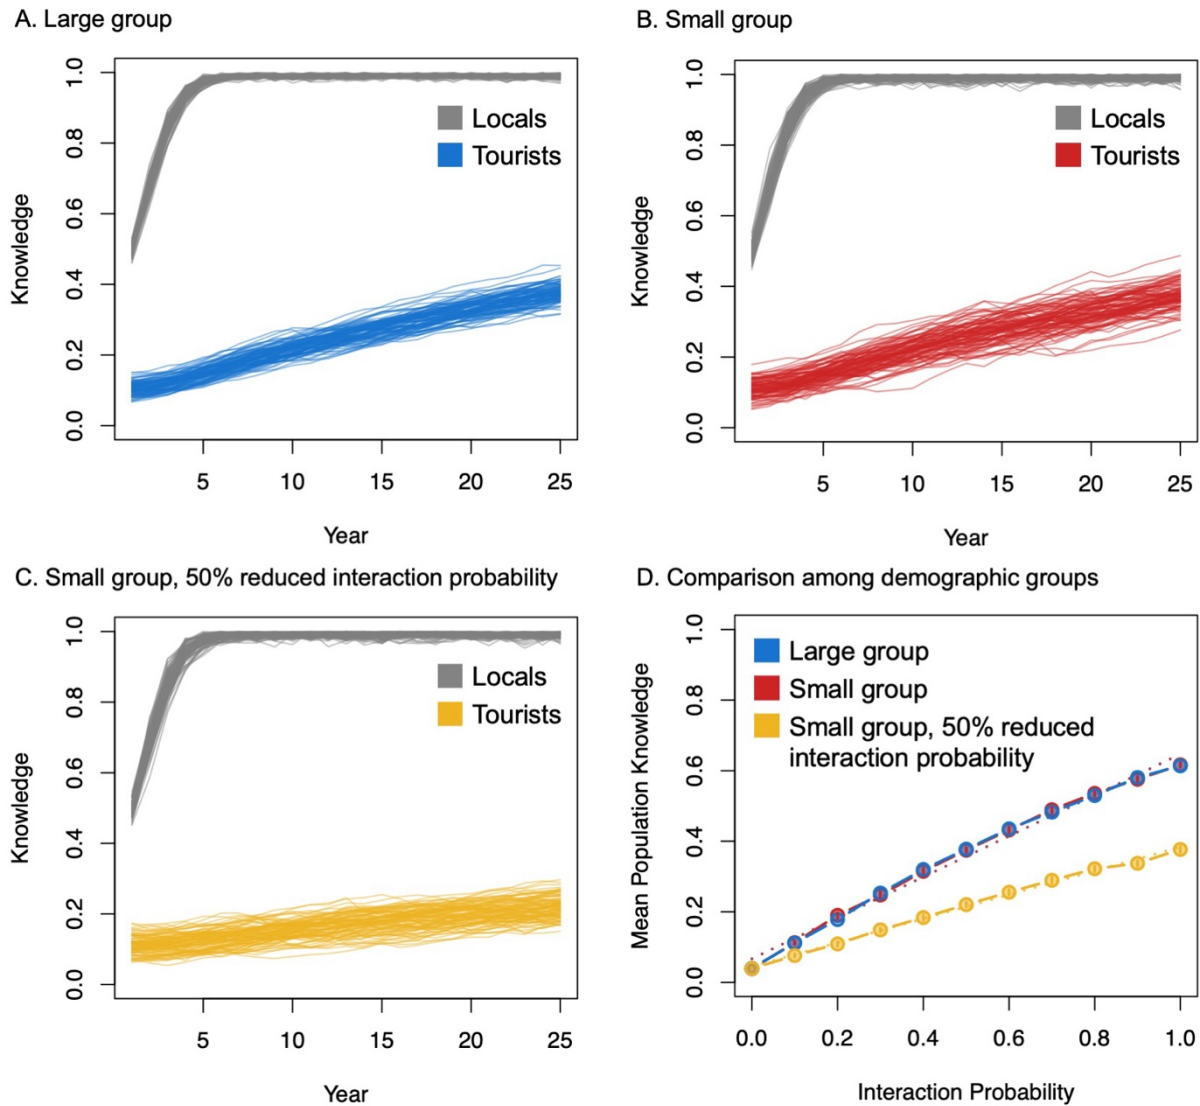 A. Large group
Knowledge
1.0
0.8
0.6
0.4
0.2
0.0
Locals
Tourists
5 10 15 20 25
Year
B. Small group
Knowledge
1.0
0.8
0.6
0.4
0.2
0.0
Locals
Tourists
5 10 15 20 25
Year
C. Small group, 50% reduced interaction probability
Knowledge
1.0
0.8
0.6
0.4
0.2
0.0
Locals
Tourists
5 10 15 20 25
Year
D. Comparison among demographic groups
Mean Population Knowledge
1.0
0.8
0.6
0.4
0.2
0.0
Large group
Small group
Small group, 50% reduced
interaction probability
0.0 0.2 0.4 0.6 0.8 1.0
Interaction Probability